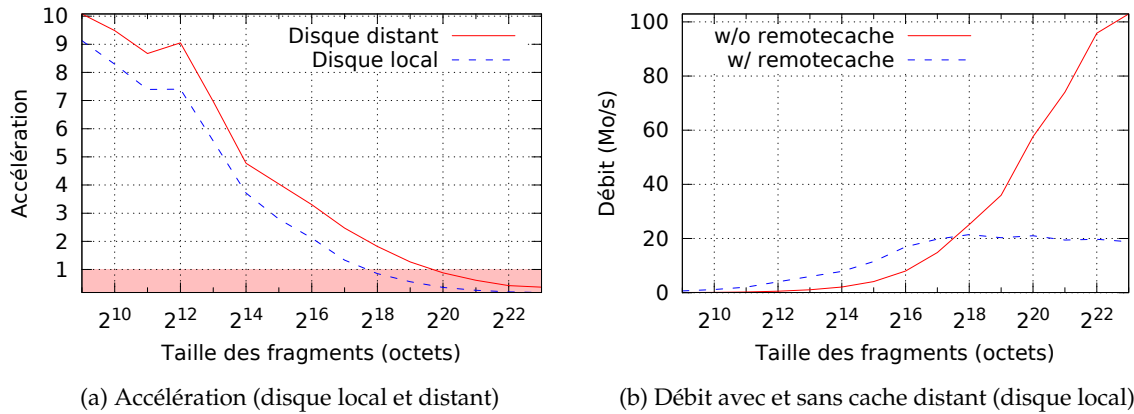 10
9
8
7
6
5
4
3
2
1
Accélération
Disque distant
Disque local
2^10 2^12 2^14 2^16 2^18 2^20 2^22
Taille des fragments (octets)
(a) Accélération (disque local et distant)
100
80
60
40
20
0
Débit (Mo/s)
w/o remotecache
w/ remotecache
2^10 2^12 2^14 2^16 2^18 2^20 2^22
Taille des fragments (octets)
(b) Débit avec et sans cache distant (disque local)